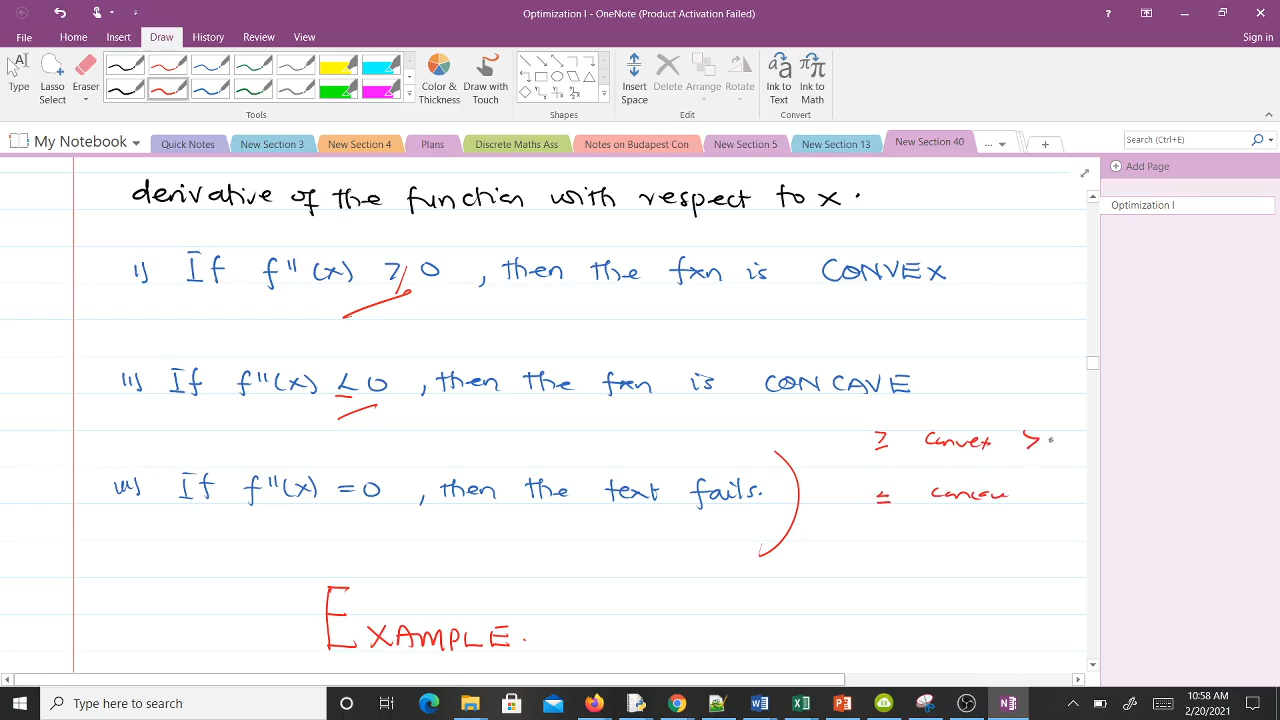 Optimization I - OneNote (Product Activation Failed)
File Home Insert Draw History Review View
Type Lasso Select Eraser Color & Thickness Draw with Touch Insert Space Delete Arrange Rotate Ink to Text Ink to Math
Tools Shapes Edit Convert
My Notebook Quick Notes New Section 3 New Section 4 Plans Discrete Maths Ass Notes on Budapest Con New Section 5 New Section 13 New Section 40 ... Search (Ctrl+E)
Add Page
Optimization I
derivative of the function with respect to x.
i) If f''(x) ≥ 0, then the fxn is CONVEX
ii) If f''(x) ≤ 0, then the fxn is CONCAVE
≥ convex >
iii) If f''(x) = 0, then the text fails.
≤ concave
EXAMPLE.
Type here to search
10:58 AM
2/20/2021